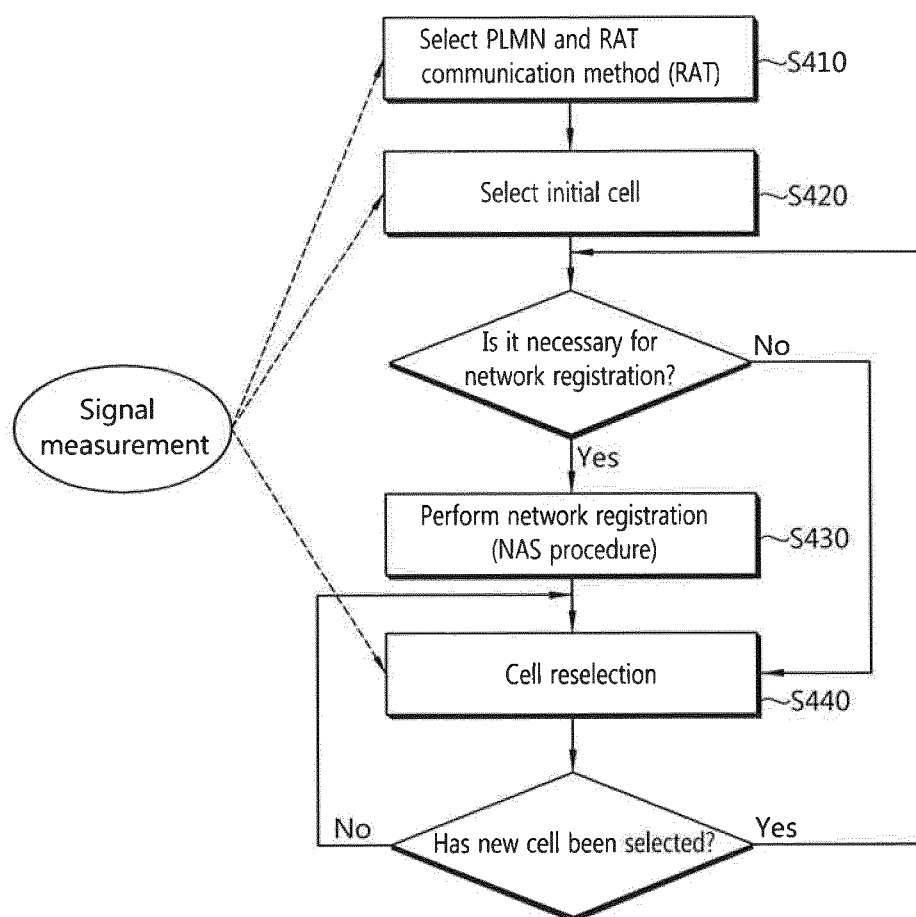 Select PLMN and RAT
communication method (RAT)
S410
Select initial cell
S420
Is it necessary for
network registration?
No
Yes
Signal
measurement
Perform network registration
(NAS procedure)
S430
Cell reselection
S440
Has new cell been selected?
No
Yes